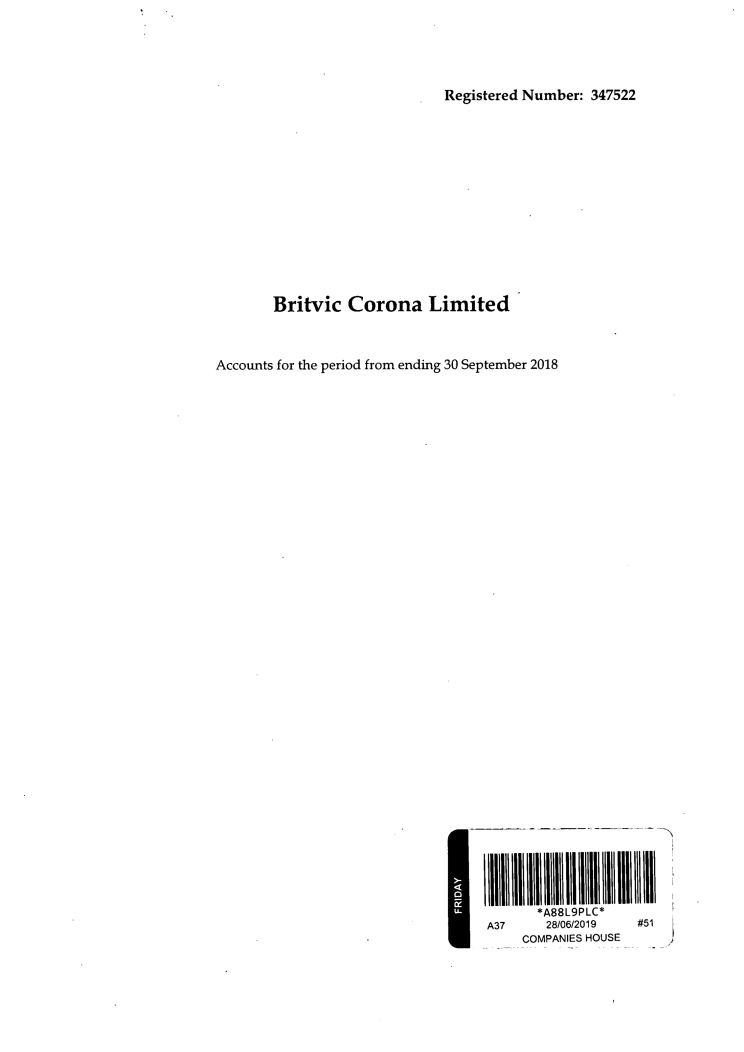 Registered Number: 347522
Britvic Corona Limited
Accounts for the period from ending 30 September 2018
FRIDAY
*A88L9PLC*
A37 28/06/2019 #51
COMPANIES HOUSE